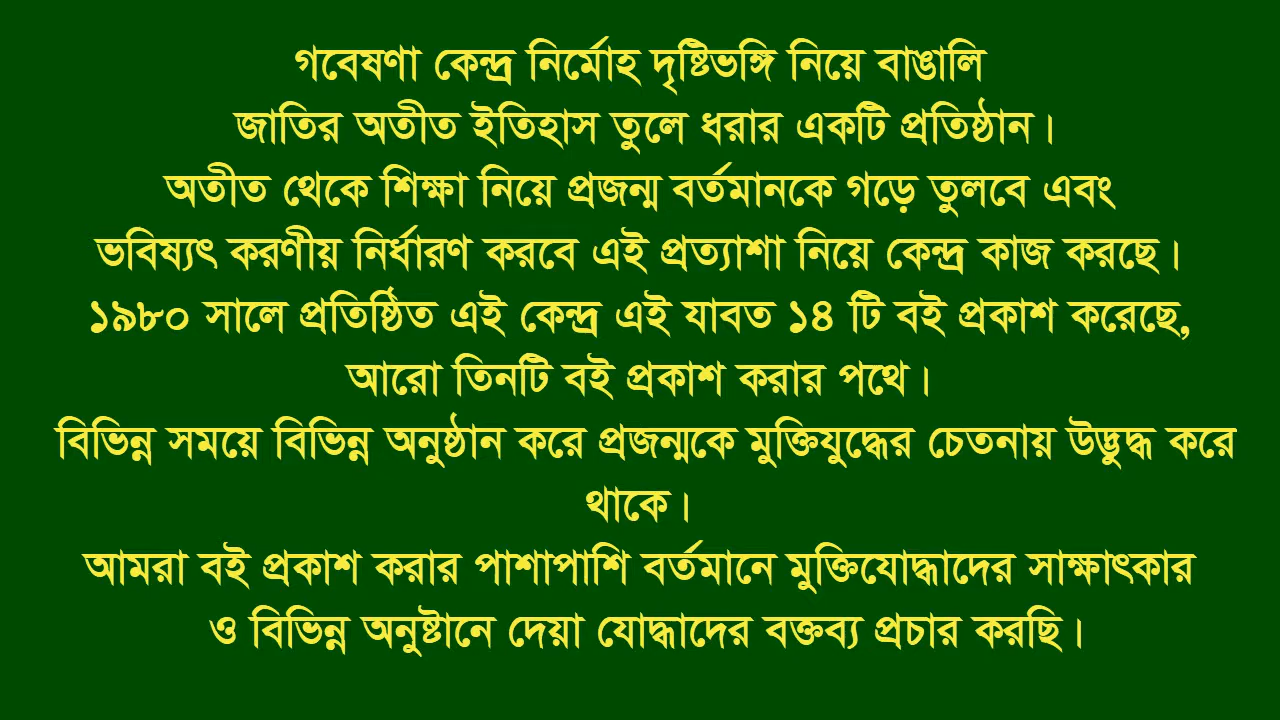 গবেষণা কেন্দ্র নির্মোহ দৃষ্টিভঙ্গি নিয়ে বাঙালি
জাতির অতীত ইতিহাস তুলে ধরার একটি প্রতিষ্ঠান।
অতীত থেকে শিক্ষা নিয়ে প্রজন্ম বর্তমানকে গড়ে তুলবে এবং
ভবিষ্যৎ করণীয় নির্ধারণ করবে এই প্রত্যাশা নিয়ে কেন্দ্র কাজ করছে।
১৯৮০ সালে প্রতিষ্ঠিত এই কেন্দ্র এই যাবত ১৪ টি বই প্রকাশ করেছে,
আরো তিনটি বই প্রকাশ করার পথে।
বিভিন্ন সময়ে বিভিন্ন অনুষ্ঠান করে প্রজন্মকে মুক্তিযুদ্ধের চেতনায় উদ্ভুদ্ধ করে
থাকে।
আমরা বই প্রকাশ করার পাশাপাশি বর্তমানে মুক্তিযোদ্ধাদের সাক্ষাৎকার
ও বিভিন্ন অনুষ্টানে দেয়া যোদ্ধাদের বক্তব্য প্রচার করছি।